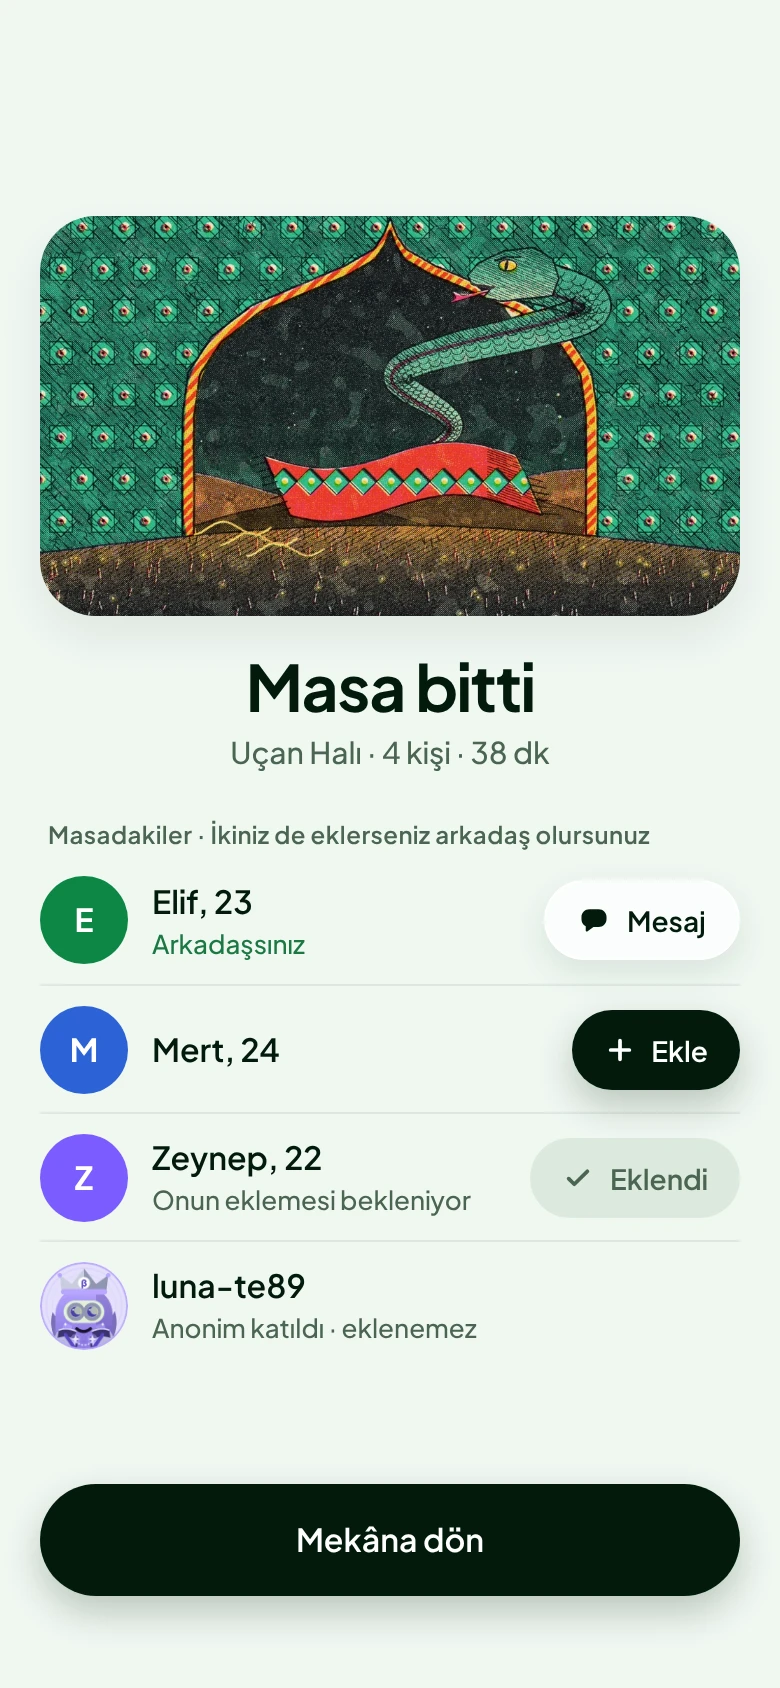 Masa bitti
Uçan Halı · 4 kişi · 38 dk
Masadakiler · İkiniz de eklerseniz arkadaş olursunuz
E
Elif, 23
Arkadaşsınız
Mesaj
M
Mert, 24
Ekle
Z
Zeynep, 22
Onun eklemesi bekleniyor
Eklendi
β
luna-te89
Anonim katıldı · eklenemez
Mekâna dön